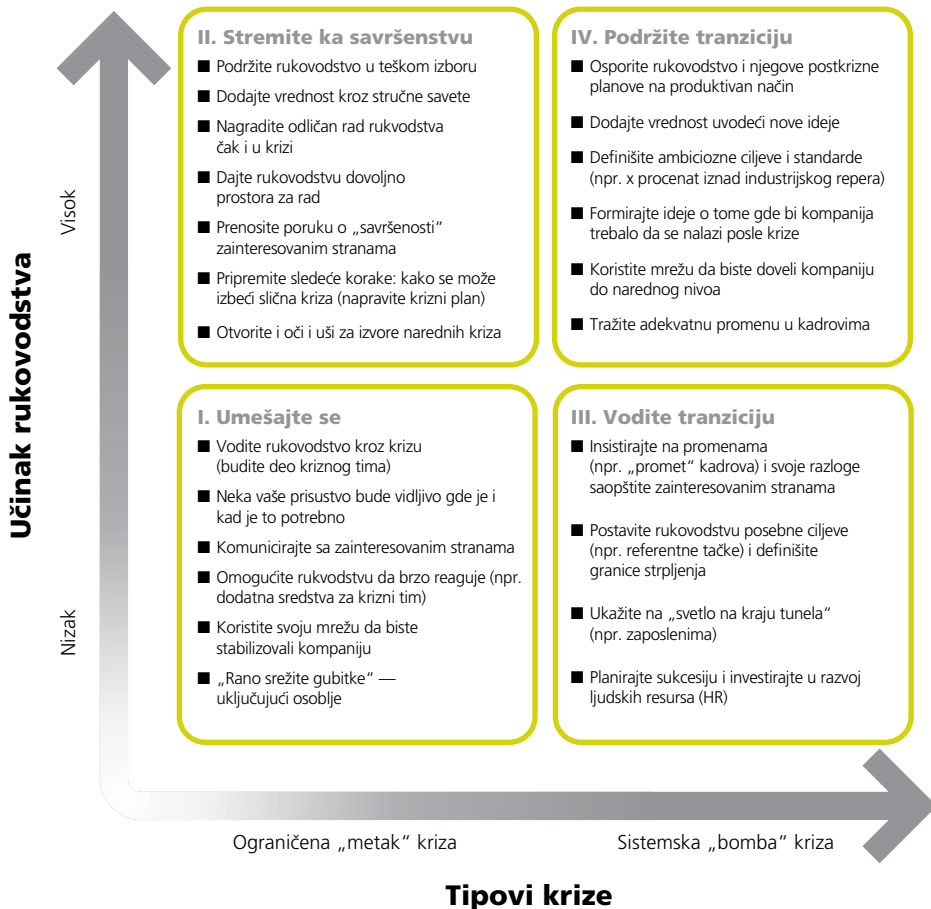 II. Stremite ka savršenstvu
■ Podržite rukovodstvo u teškom izboru
■ Dodajte vrednost kroz stručne savete
■ Nagradite odličan rad rukvodstva
čak i u krizi
■ Dajte rukovodstvu dovoljno
prostora za rad
■ Prenosite poruku o „savršenosti“
zainteresovanim stranama
■ Pripremite sledeće korake: kako se može
izbeći slična kriza (napravite krizni plan)
■ Otvorite i oči i uši za izvore narednih kriza
IV. Podržite tranziciju
■ Osporite rukovodstvo i njegove postkrizne
planove na produktivan način
■ Dodajte vrednost uvodeći nove ideje
■ Definišite ambiciozne ciljeve i standarde
(npr. x procenat iznad industrijskog repera)
■ Formirajte ideje o tome gde bi kompanija
trebalo da se nalazi posle krize
■ Koristite mrežu da biste doveli kompaniju
do narednog nivoa
■ Tražite adekvatnu promenu u kadrovima
Visok
Učinak rukovodstva
Nizak
I. Umešajte se
■ Vodite rukovodstvo kroz krizu
(budite deo kriznog tima)
■ Neka vaše prisustvo bude vidljivo gde je i
kad je to potrebno
■ Komunicirajte sa zainteresovanim stranama
■ Omogućite rukvodstvu da brzo reaguje (npr.
dodatna sredstva za krizni tim)
■ Koristite svoju mrežu da biste
stabilizovali kompaniju
■ „Rano srežite gubitke“ —
uključujući osoblje
III. Vodite tranziciju
■ Insistirajte na promenama
(npr. „promet“ kadrova) i svoje razloge
saopštite zainteresovanim stranama
■ Postavite rukovodstvu posebne ciljeve
(npr. referentne tačke) i definišite
granice strpljenja
■ Ukažite na „svetlo na kraju tunela“
(npr. zaposlenima)
■ Planirajte sukcesiju i investirajte u razvoj
ljudskih resursa (HR)
Ograničena „metak“ kriza
Sistemska „bomba“ kriza
Tipovi krize